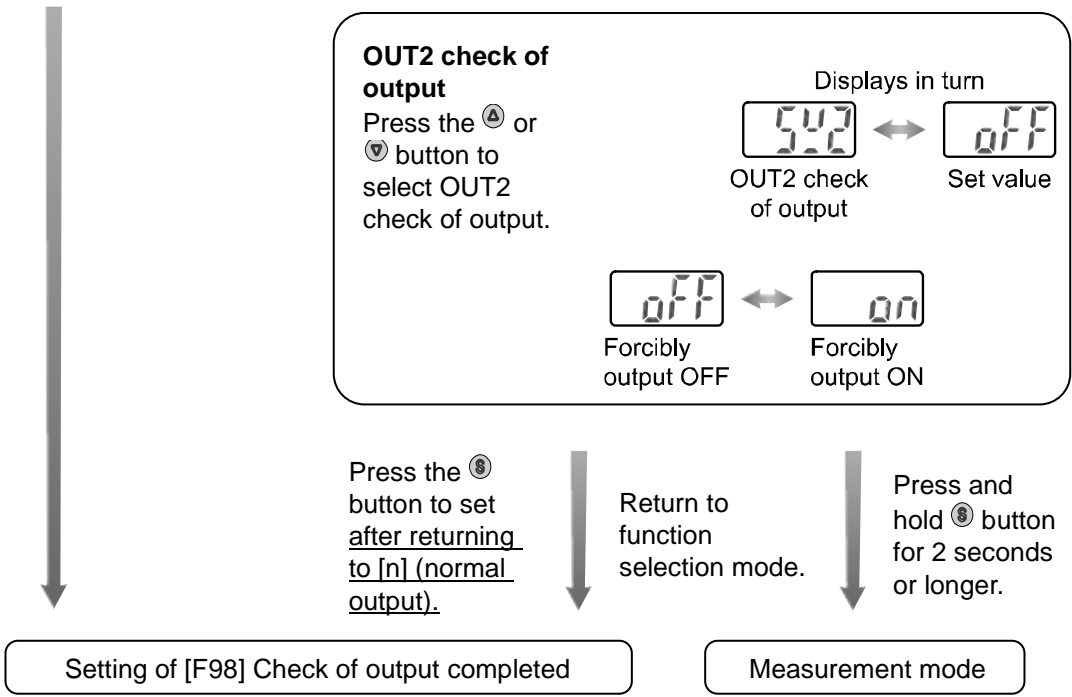 OUT2 check of
output
Press the or
button to
select OUT2
check of output.
Displays in turn
Sw2
oFF
OUT2 check
of output
Set value
oFF
on
Forcibly
output OFF
Forcibly
output ON
Press the S
button to set
after returning
to [n] (normal
output).
Return to
function
selection mode.
Press and
hold S button
for 2 seconds
or longer.
Setting of [F98] Check of output completed
Measurement mode